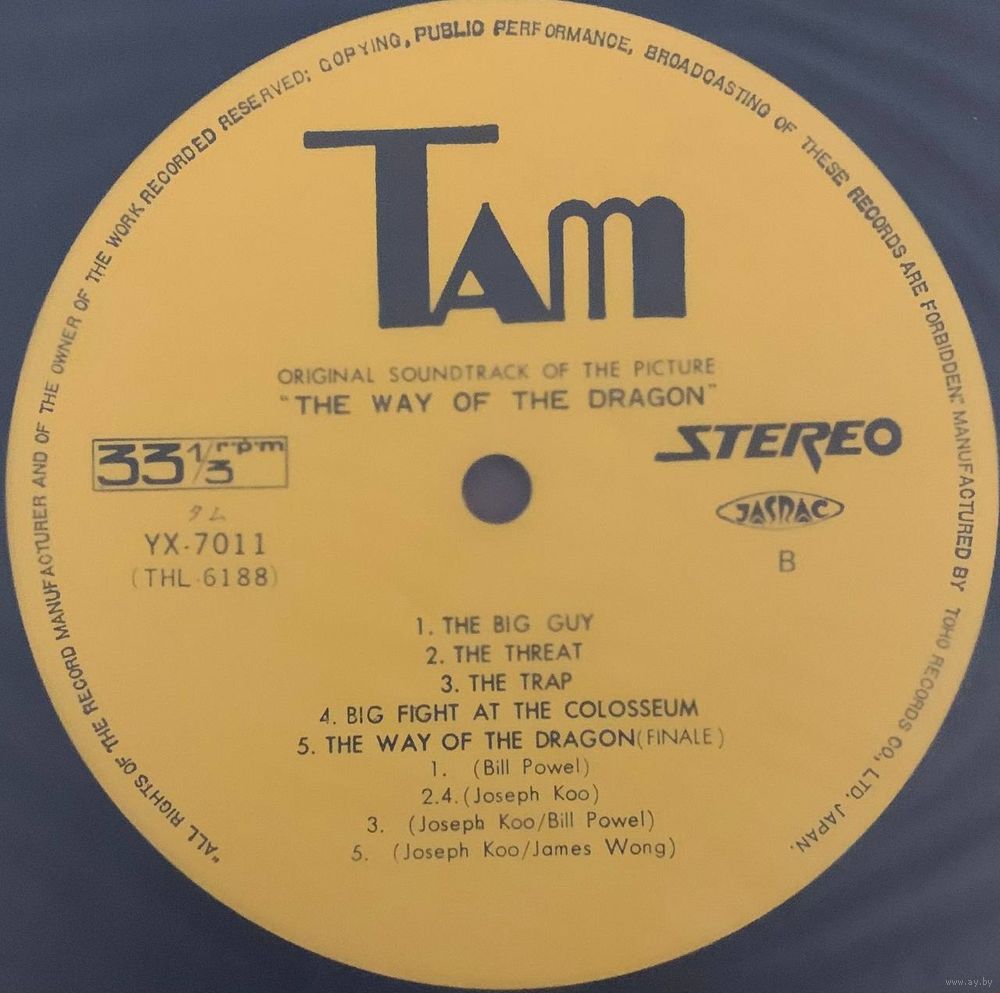 "ALL RIGHTS OF THE RECORD MANUFACTURER AND OF THE OWNER OF THE WORK RECORDED RESERVED; COPYING, PUBLIC PERFORMANCE, BROADCASTING OF THESE RECORDS ARE FORBIDDEN." MANUFACTURED BY TOHO RECORDS CO., LTD. JAPAN.
TAM
ORIGINAL SOUNDTRACK OF THE PICTURE
"THE WAY OF THE DRAGON"
33 1/3 rpm
STEREO
タム
JASRAC
YX-7011
B
(THL-6188)
1. THE BIG GUY
2. THE THREAT
3. THE TRAP
4. BIG FIGHT AT THE COLOSSEUM
5. THE WAY OF THE DRAGON(FINALE)
1. (Bill Powel)
2.4.(Joseph Koo)
3. (Joseph Koo/Bill Powel)
5. (Joseph Koo/James Wong)
www.ay.by